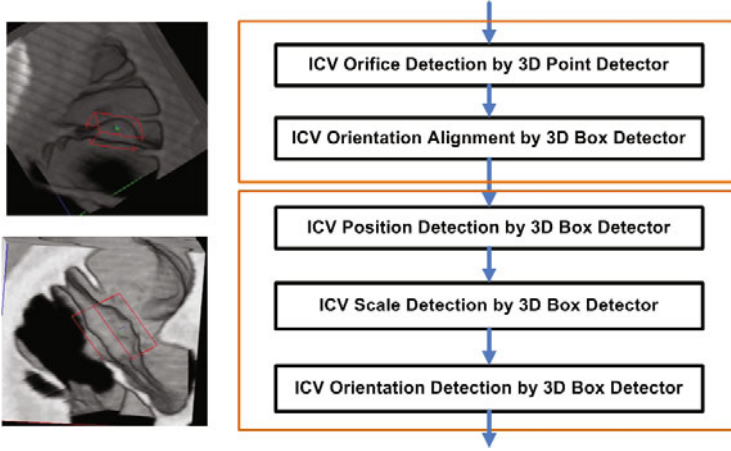 ICV Orifice Detection by 3D Point Detector
ICV Orientation Alignment by 3D Box Detector
ICV Position Detection by 3D Box Detector
ICV Scale Detection by 3D Box Detector
ICV Orientation Detection by 3D Box Detector